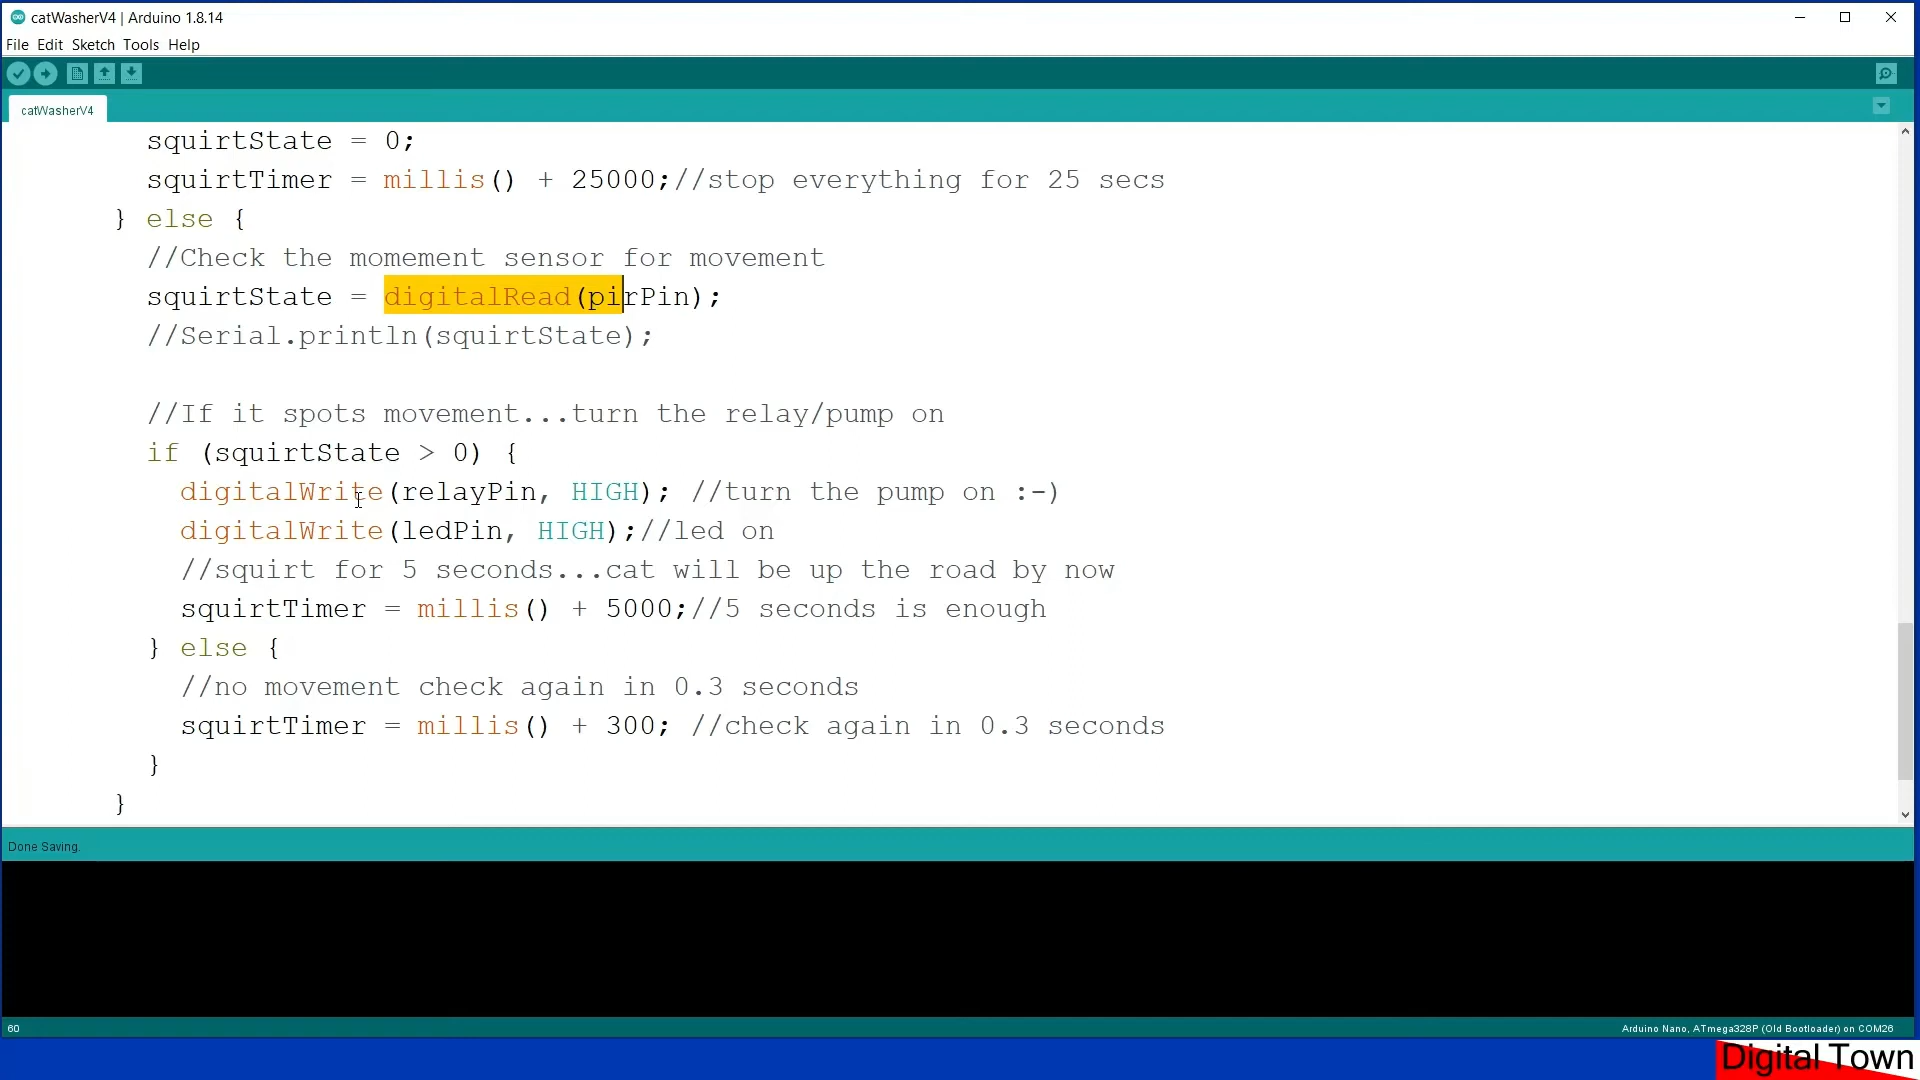 catWasherV4 | Arduino 1.8.14
File Edit Sketch Tools Help
catWasherV4
squirtState = 0;
squirtTimer = millis() + 25000;//stop everything for 25 secs
} else {
//Check the momement sensor for movement
squirtState = digitalRead(pirPin);
//Serial.println(squirtState);
//If it spots movement...turn the relay/pump on
if (squirtState > 0) {
digitalWrite(relayPin, HIGH); //turn the pump on :-)
digitalWrite(ledPin, HIGH);//led on
//squirt for 5 seconds...cat will be up the road by now
squirtTimer = millis() + 5000;//5 seconds is enough
} else {
//no movement check again in 0.3 seconds
squirtTimer = millis() + 300; //check again in 0.3 seconds
}
}
Done Saving.
60
Arduino Nano, ATmega328P (Old Bootloader) on COM26
Digital Town